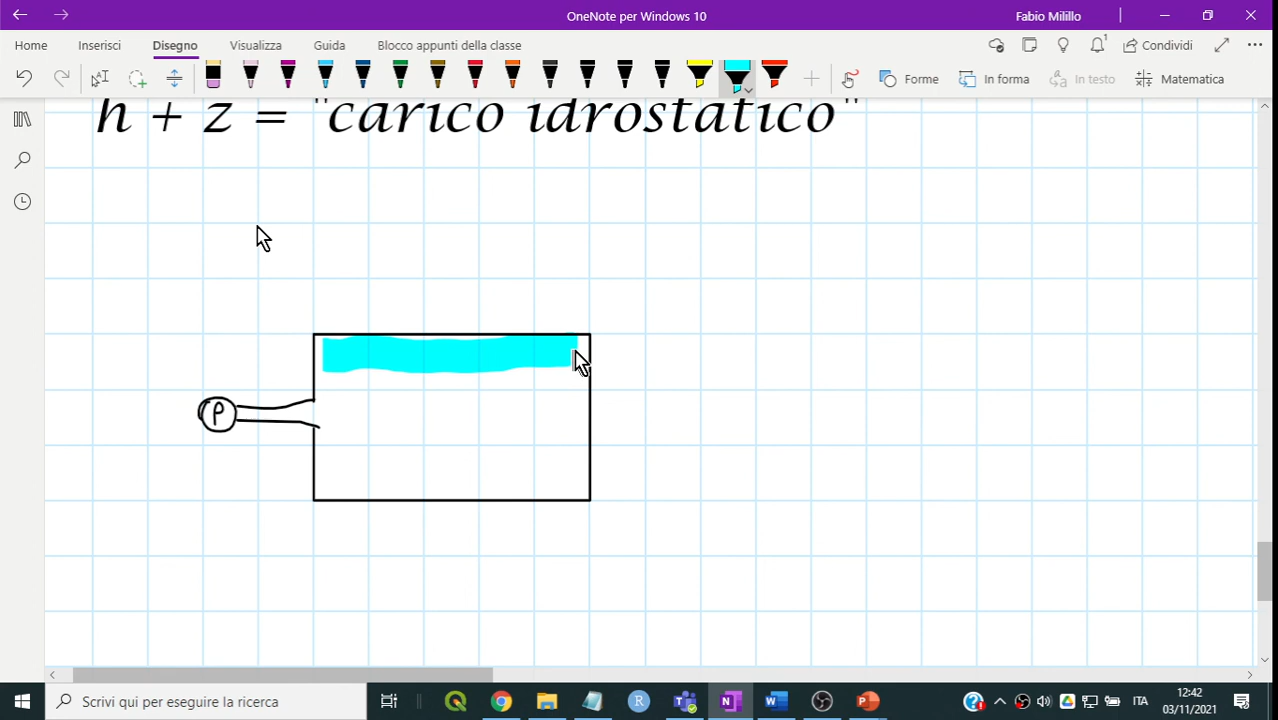 OneNote per Windows 10
Fabio Milillo
Home
Inserisci
Disegno
Visualizza
Guida
Blocco appunti della classe
Condividi
Forme
In forma
In testo
Matematica
h + z = "carico idrostatico"
P
Scrivi qui per eseguire la ricerca
ITA
12:42
03/11/2021